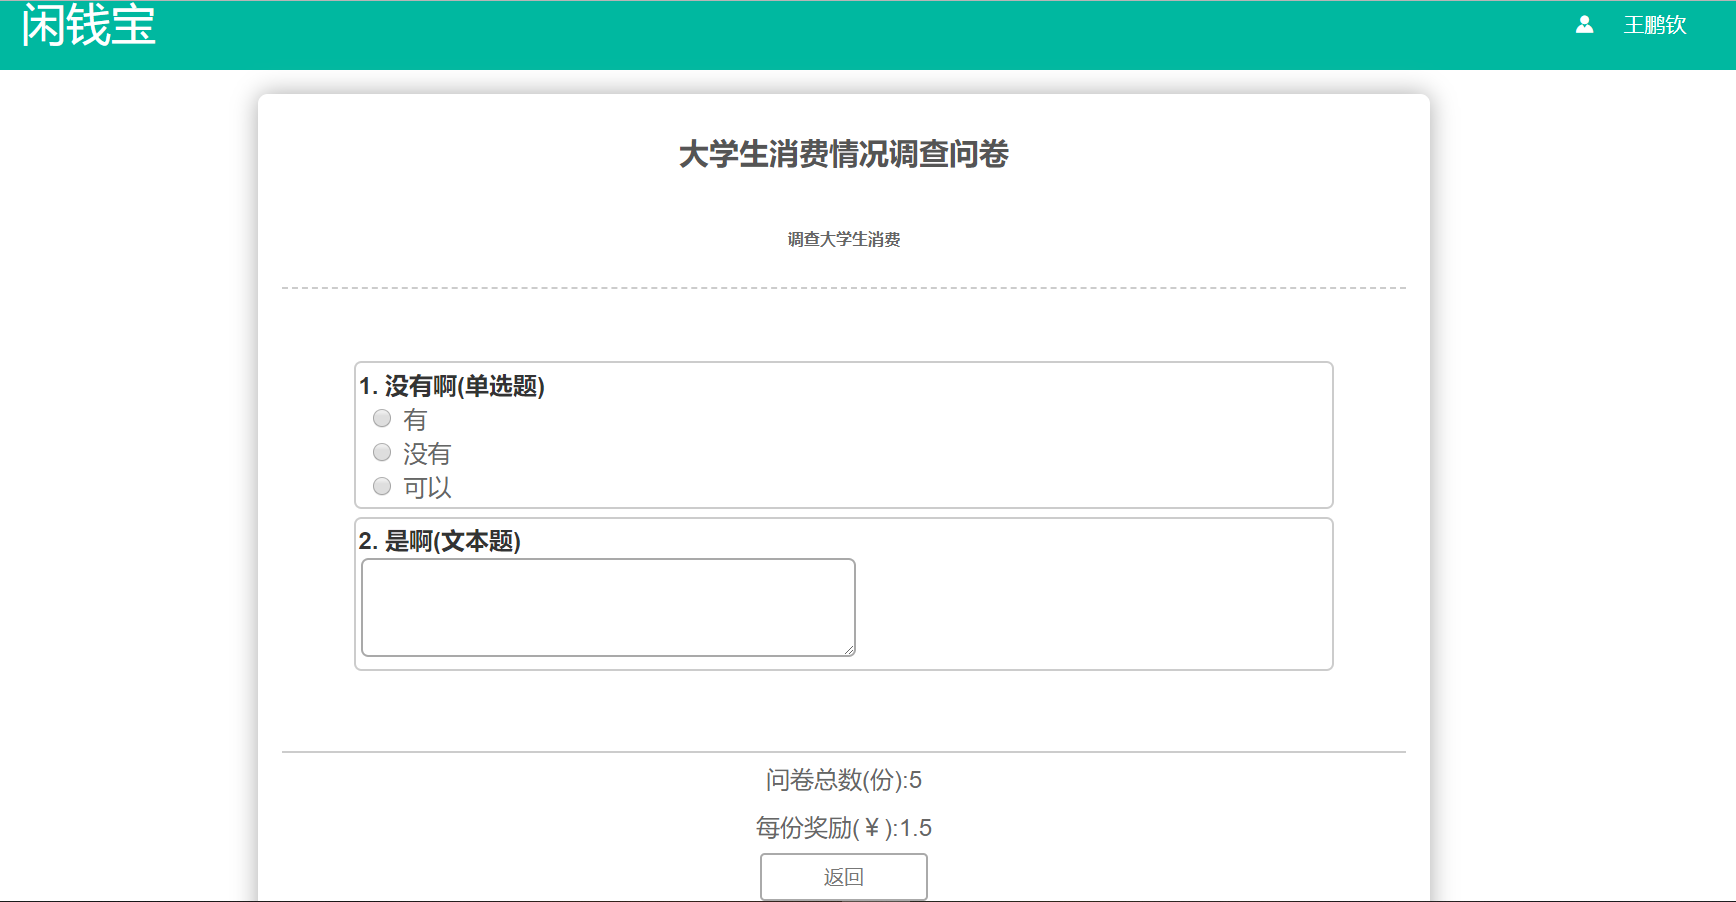 闲钱宝
王鹏钦
大学生消费情况调查问卷
调查大学生消费
1. 没有啊(单选题)
有
没有
可以
2. 是啊(文本题)
问卷总数(份):5
每份奖励(￥):1.5
返回